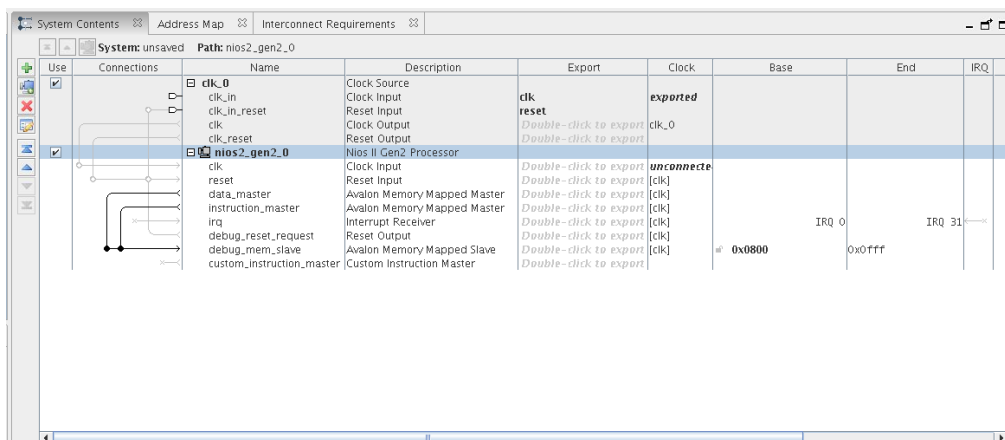 System Contents Address Map Interconnect Requirements
System: unsaved Path: nios2_gen2_0
Use Connections Name Description Export Clock Base End IRQ
clk_0 Clock Source
clk_in Clock Input clk exported
clk_in_reset Reset Input reset
clk Clock Output Double-click to export clk_0
clk_reset Reset Output Double-click to export
nios2_gen2_0 Nios II Gen2 Processor
clk Clock Input Double-click to export unconnecte
reset Reset Input Double-click to export [clk]
data_master Avalon Memory Mapped Master Double-click to export [clk]
instruction_master Avalon Memory Mapped Master Double-click to export [clk]
irq Interrupt Receiver Double-click to export [clk] IRQ 0 IRQ 31
debug_reset_request Reset Output Double-click to export [clk]
debug_mem_slave Avalon Memory Mapped Slave Double-click to export [clk] 0x0800 0x0fff
custom_instruction_master Custom Instruction Master Double-click to export